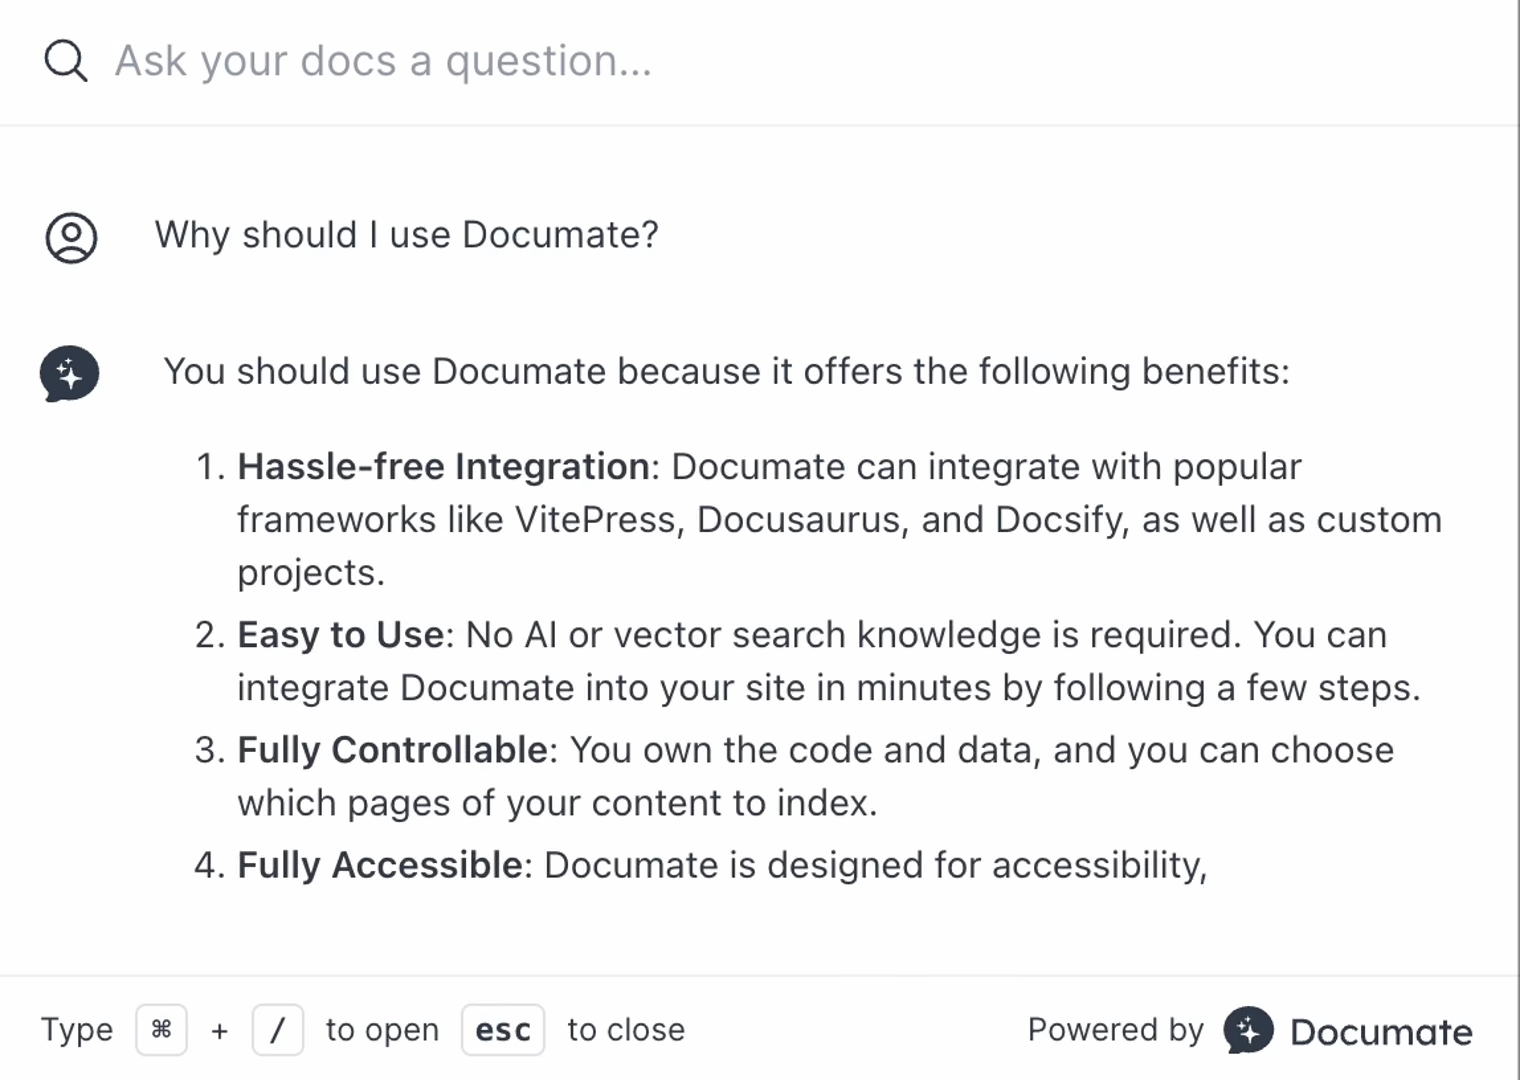 Ask your docs a question...
Why should I use Documate?
You should use Documate because it offers the following benefits:
1. Hassle-free Integration: Documate can integrate with popular
frameworks like VitePress, Docusaurus, and Docsify, as well as custom
projects.
2. Easy to Use: No AI or vector search knowledge is required. You can
integrate Documate into your site in minutes by following a few steps.
3. Fully Controllable: You own the code and data, and you can choose
which pages of your content to index.
4. Fully Accessible: Documate is designed for accessibility,
Type ⌘ + / to open esc to close Powered by Documate